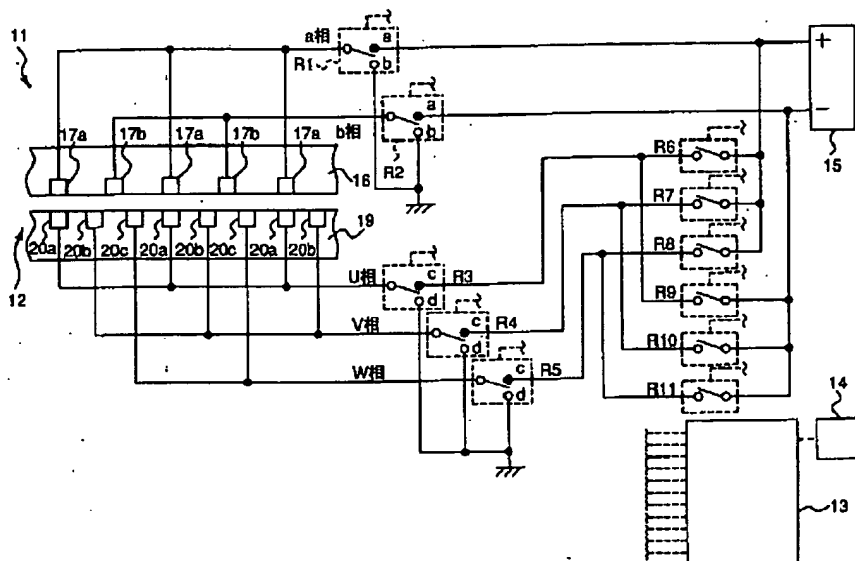 11
a相
R1
a
b
+
b相
a
b
R2
-
15
17a
17b
17a
17b
17a
16
R6
R7
R8
R9
R10
R11
20a
20b
20c
20a
20b
20c
20a
20b
19
12
U相
c
d
R3
V相
c
d
R4
W相
c
d
R5
14
13